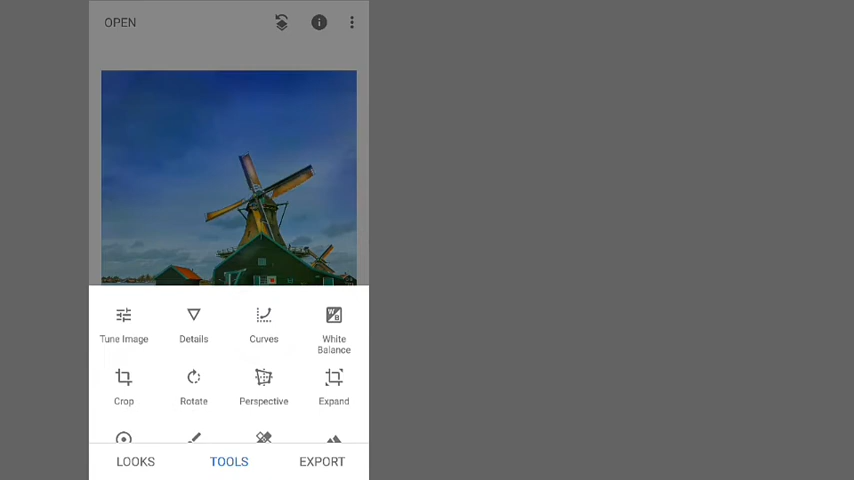 OPEN
Tune Image
Details
Curves
White
Balance
Crop
Rotate
Perspective
Expand
LOOKS
TOOLS
EXPORT